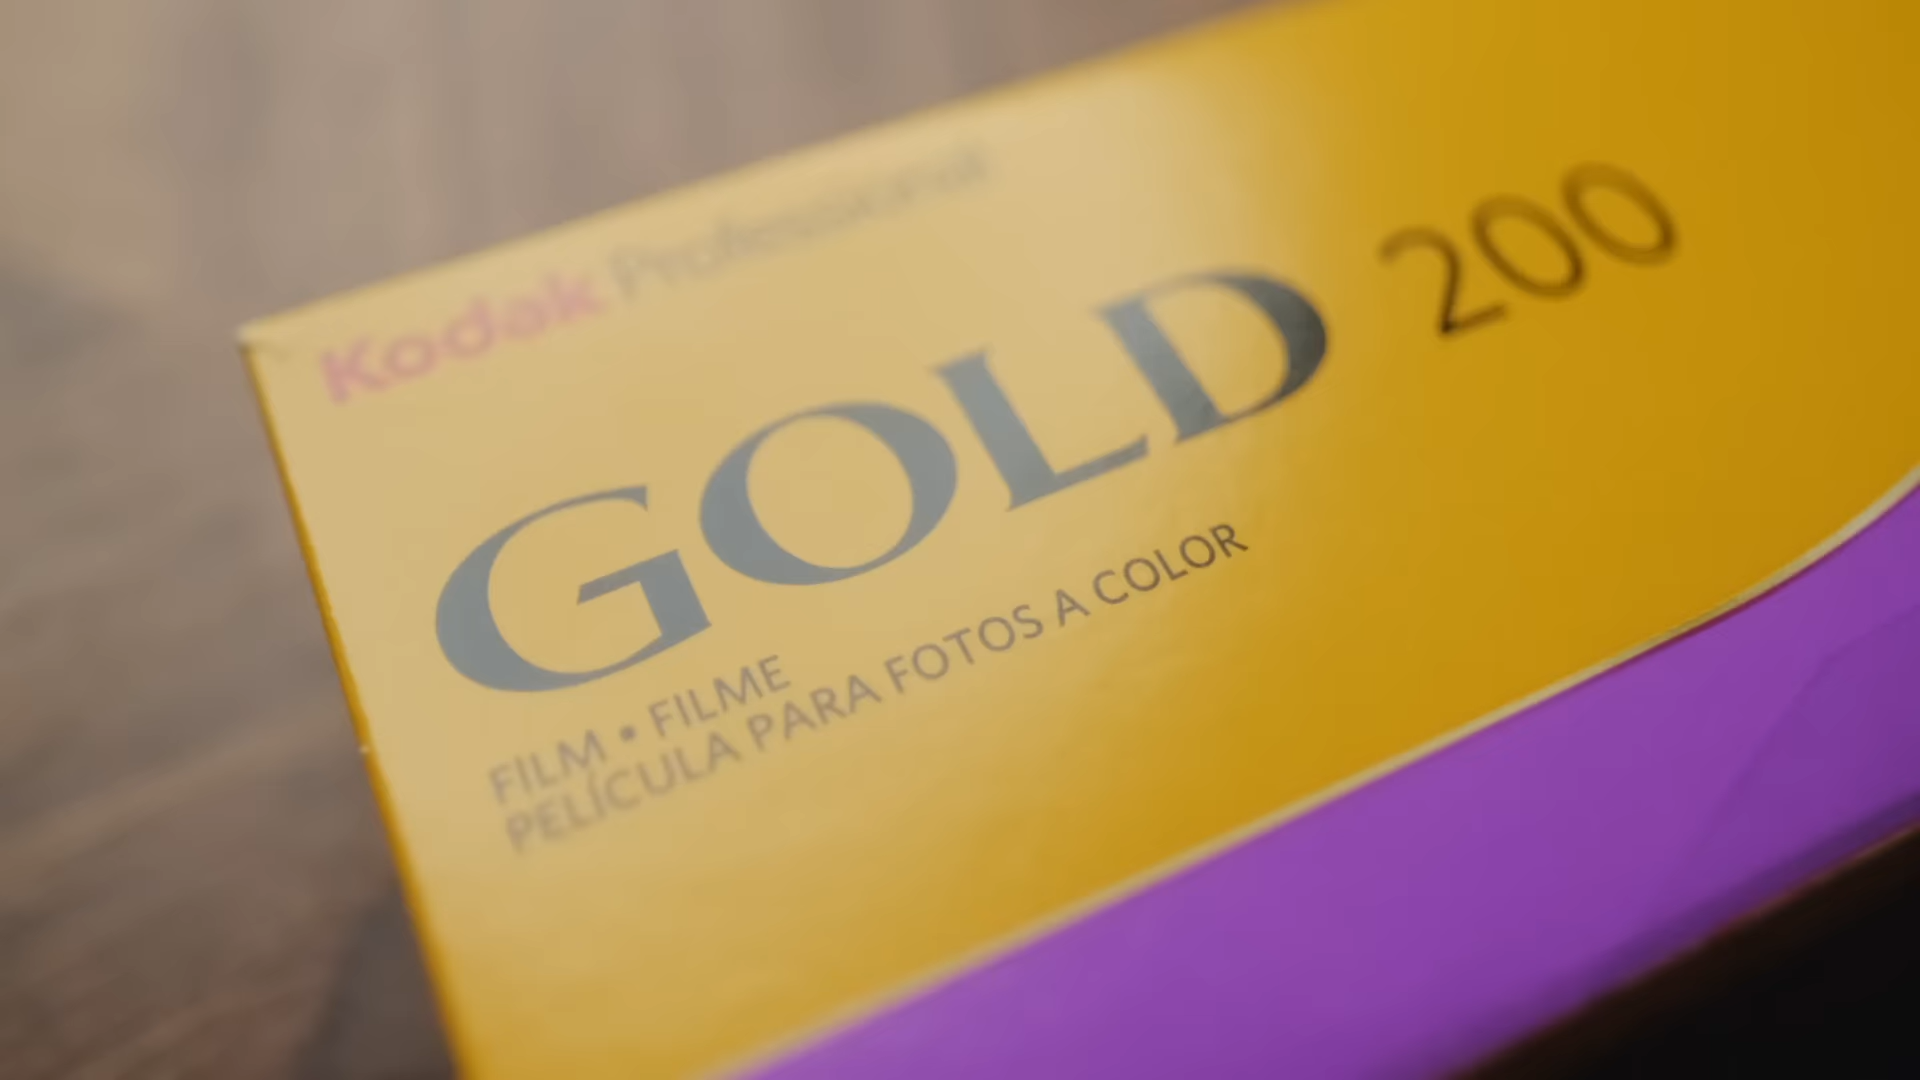 Kodak Professional
GOLD 200
FILM • FILME
PELÍCULA PARA FOTOS A COLOR